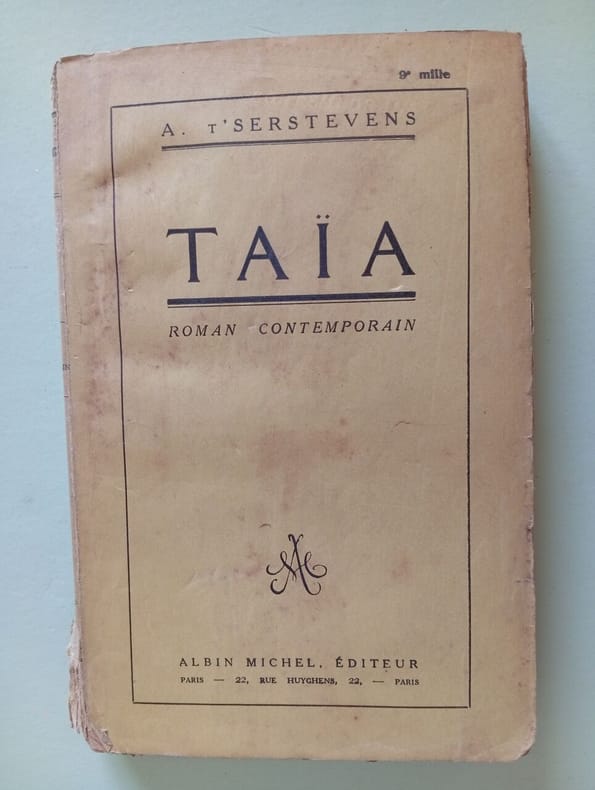 9e mille
A. T'SERSTEVENS
TAÏA
ROMAN CONTEMPORAIN
ALBIN MICHEL, ÉDITEUR
PARIS — 22, RUE HUYGHENS, 22, — PARIS